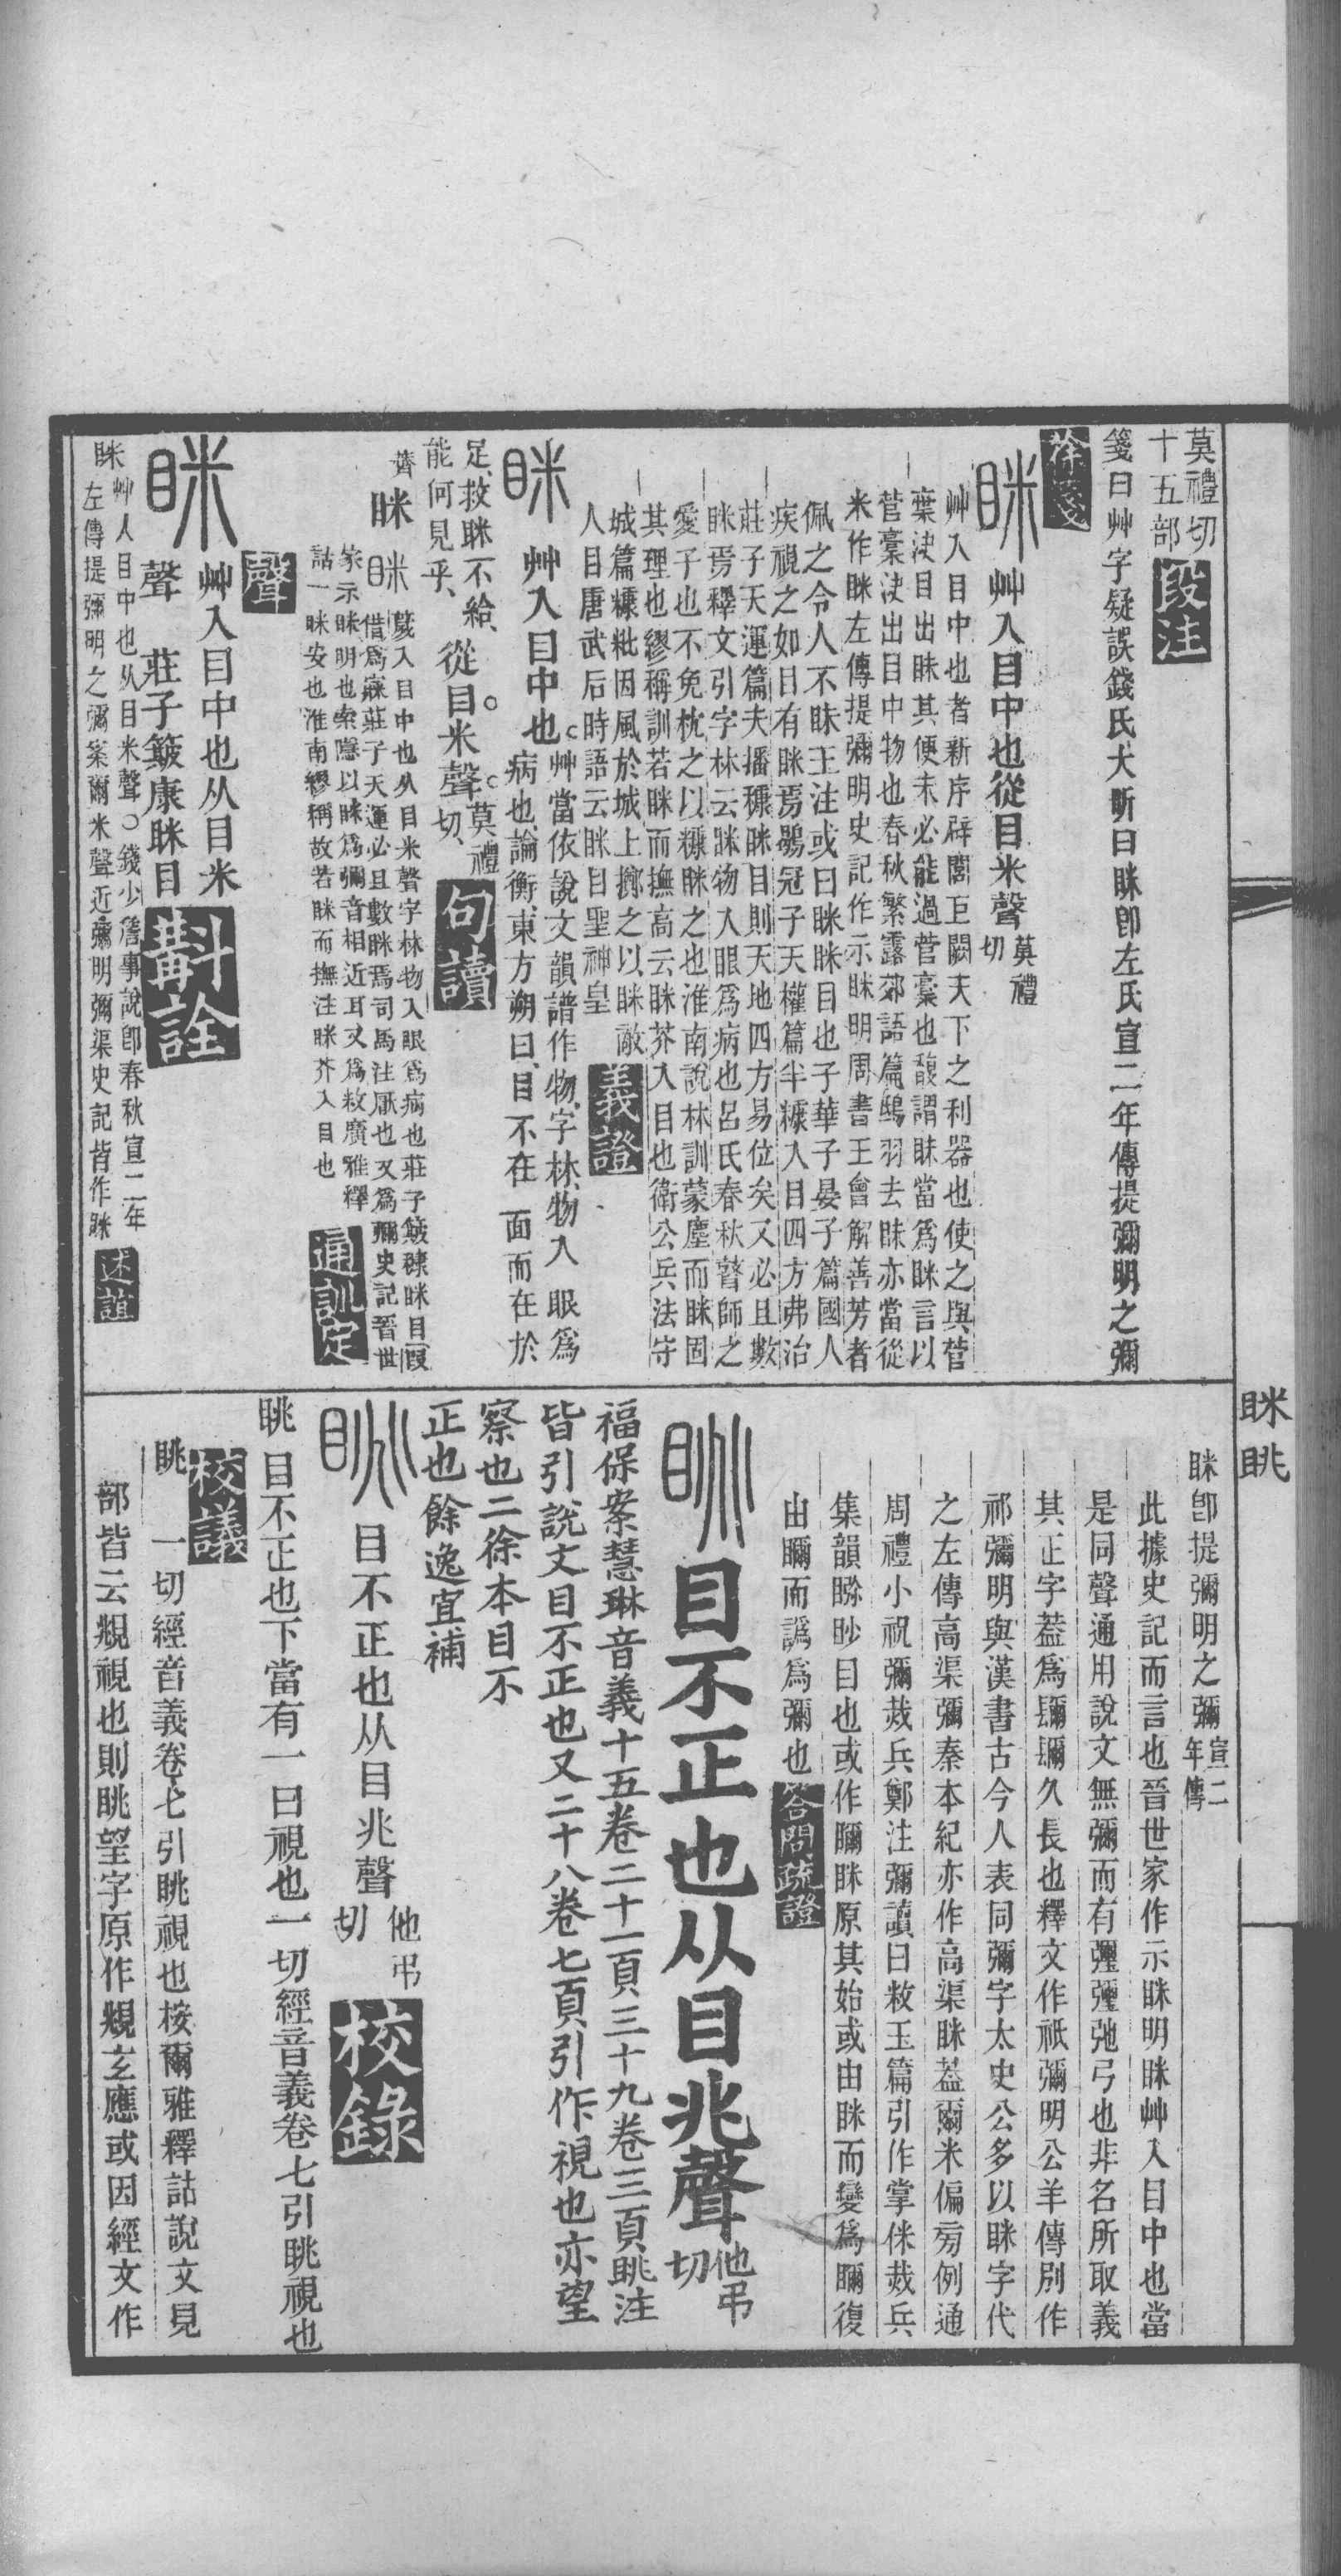 莫禮切
十五部
段注
箋曰艸字疑誤錢氏大昕曰眯卽左氏宣二年傳提彌明之彌
徐箋
眯
艸入目中也從目米聲
莫禮
切
艸入目中也者新序辟閭巨闕天下之利器也使之與菅
橐決目出眯其便未必能過菅橐也馥謂眛當爲眯言以
菅橐決出目中物也春秋繁露郊語篇鴟羽去眛亦當從
米作眯左傳提彌明史記作示眯明周書王會解善芳者
佩之令人不眛王注或曰眯眯目也子華子晏子篇國人
疾視之如目有眯焉鶡冠子天權篇半糠入目四方弗治
莊子天運篇夫播穅眯目則天地四方易位矣又必且數
眯焉釋文引字林云眯物入眼爲病也呂氏春秋瞽師之
愛子也不免枕之以糠眯之也淮南說林訓蒙塵而眯固
其理也繆稱訓若眯而撫高云眯芥入目也衛公兵法守
城篇糠粃因風於城上擲之以眯敵
人目唐武后時語云眯目聖神皇
義證
眯
艸入目中也
艸當依說文韻譜作物字林物入眼爲
病也論衡東方朔曰目不在面而在於
足救眯不給
能何見乎
從目米聲
莫禮
切
句讀
薺
眯
眯
艸入目中也从目米聲字林物入眼爲病也莊子簸穅眯目叚
借爲寐莊子天運必且數眯焉司馬注厭也又爲彌史記晉世
家示眯明也索隱以眯爲彌音相近耳又爲敉廣雅釋
詁一眯安也淮南繆稱故若眯而撫注眯芥入目也
通訓定
聲
眯
艸入目中也从目米
聲
莊子簸康眯目
斠詮
眯艸入目中也从目米聲○錢少詹事說卽春秋宣二年
左傳提彌明之彌案爾米聲近彌明彌渠史記皆作眯
述誼
眯眺
眯卽提彌明之彌
宣二
年傳
此據史記而言也晉世家作示眯明眯艸入目中也當
是同聲通用說文無彌而有瓕瓕弛弓也非名所取義
其正字蓋爲镾镾久長也釋文作祇彌明公羊傳別作
祁彌明與漢書古今人表同彌字太史公多以眯字代
之左傳高渠彌秦本紀亦作高渠眯蓋爾米偏旁例通
周禮小祝彌烖兵鄭注彌讀曰敉玉篇引作掌侎烖兵
集韻瞇眇目也或作瞇眯原其始或由眯而變爲瞇復
由瞇而譌爲彌也
答問疏證
眺
目不正也从目兆聲
他弔
切
福保案慧琳音義十五卷二十一頁三十九卷三頁眺注
皆引說文目不正也又二十八卷七頁引作視也亦望
察也二徐本目不
正也餘逸宜補
眺
目不正也从目兆聲
他弔
切
校錄
眺目不正也下當有一曰視也一切經音義卷七引眺視也
校議
眺
一切經音義卷七引眺視也桉爾雅釋詁說文見
部皆云覜視也則眺望字原作覜玄應或因經文作